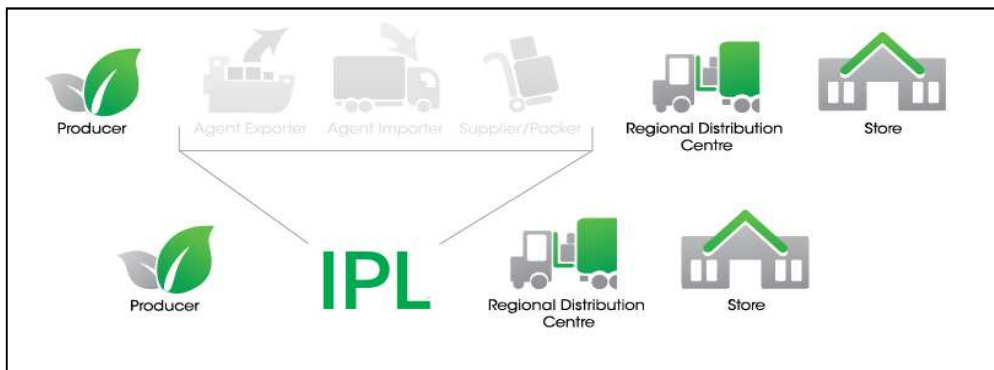 Producer
Agent Exporter
Agent Importer
Supplier/Packer
Regional Distribution
Centre
Store
Producer
IPL
Regional Distribution
Centre
Store